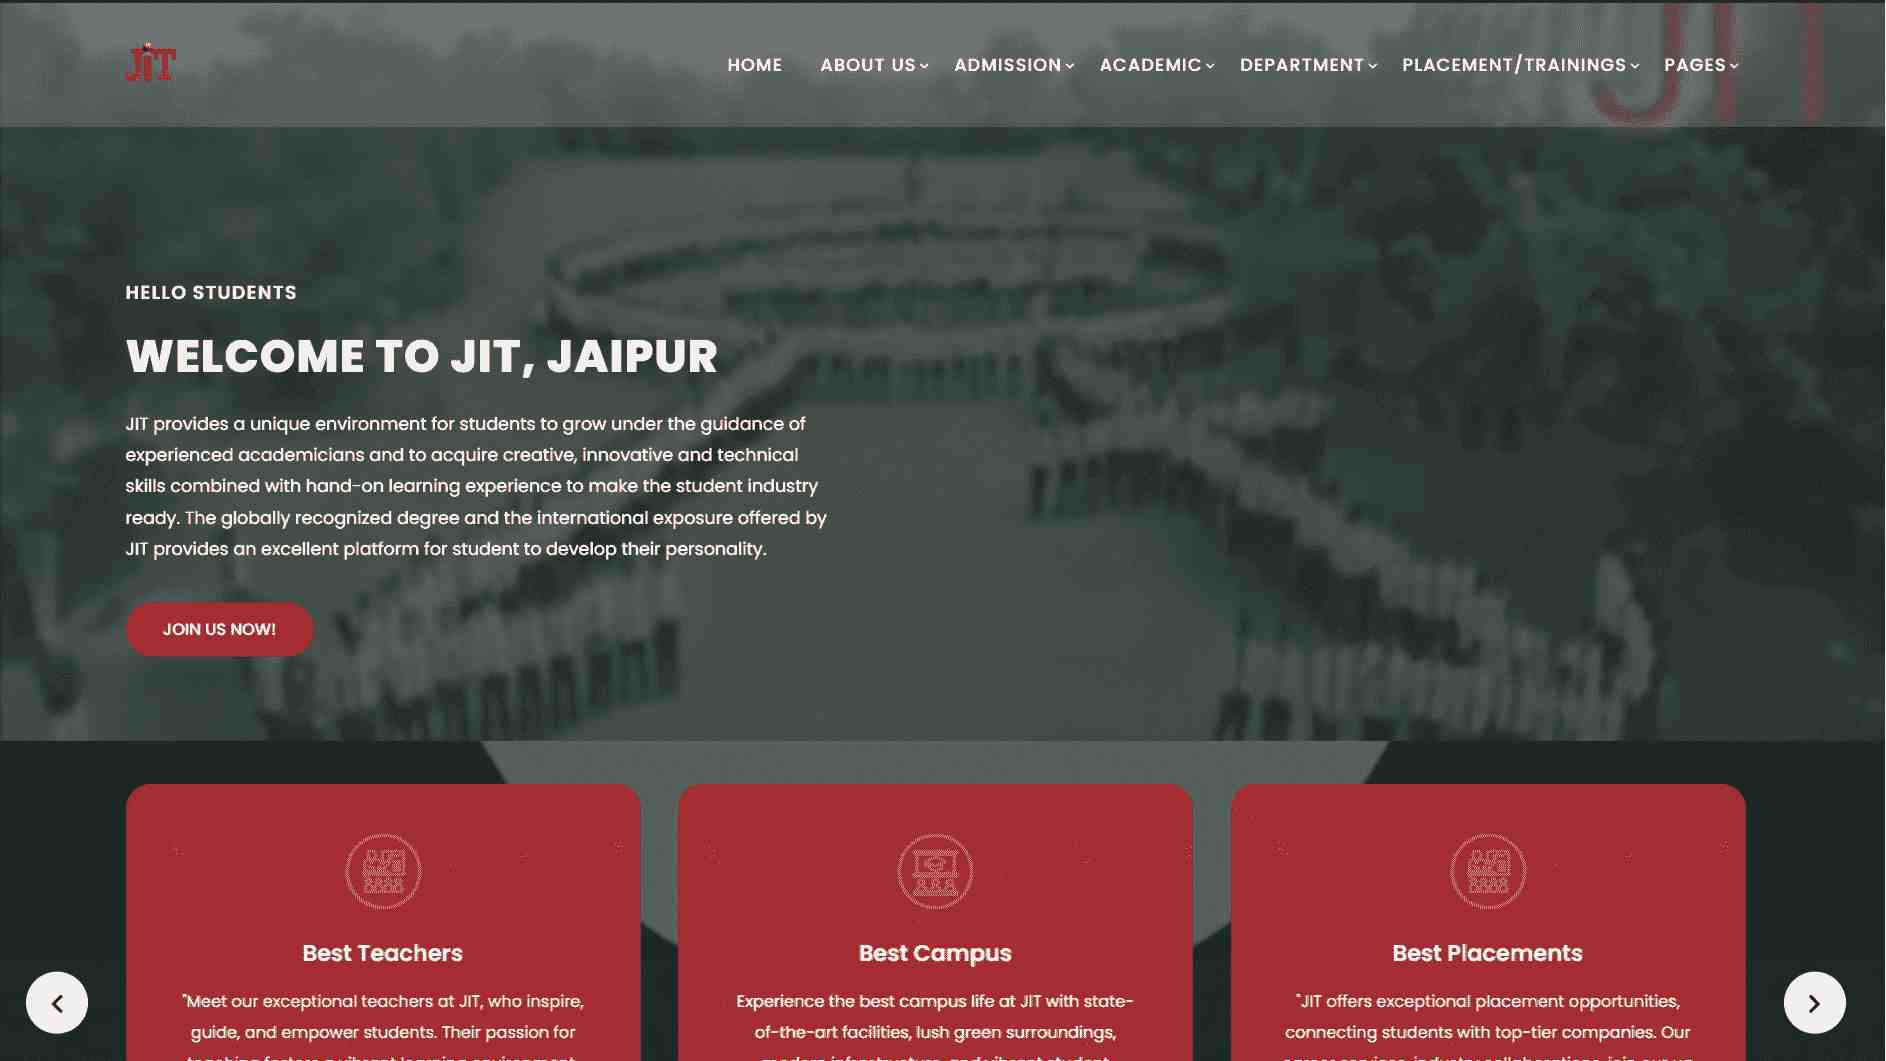 JiT
HOME ABOUT US ADMISSION ACADEMIC DEPARTMENT PLACEMENT/TRAININGS PAGES
JIT
HELLO STUDENTS
WELCOME TO JIT, JAIPUR
JIT provides a unique environment for students to grow under the guidance of
experienced academicians and to acquire creative, innovative and technical
skills combined with hand-on learning experience to make the student industry
ready. The globally recognized degree and the international exposure offered by
JIT provides an excellent platform for student to develop their personality.
JOIN US NOW!
Best Teachers
"Meet our exceptional teachers at JIT, who inspire,
guide, and empower students. Their passion for
Best Campus
Experience the best campus life at JIT with state-
of-the-art facilities, lush green surroundings,
Best Placements
"JIT offers exceptional placement opportunities,
connecting students with top-tier companies. Our